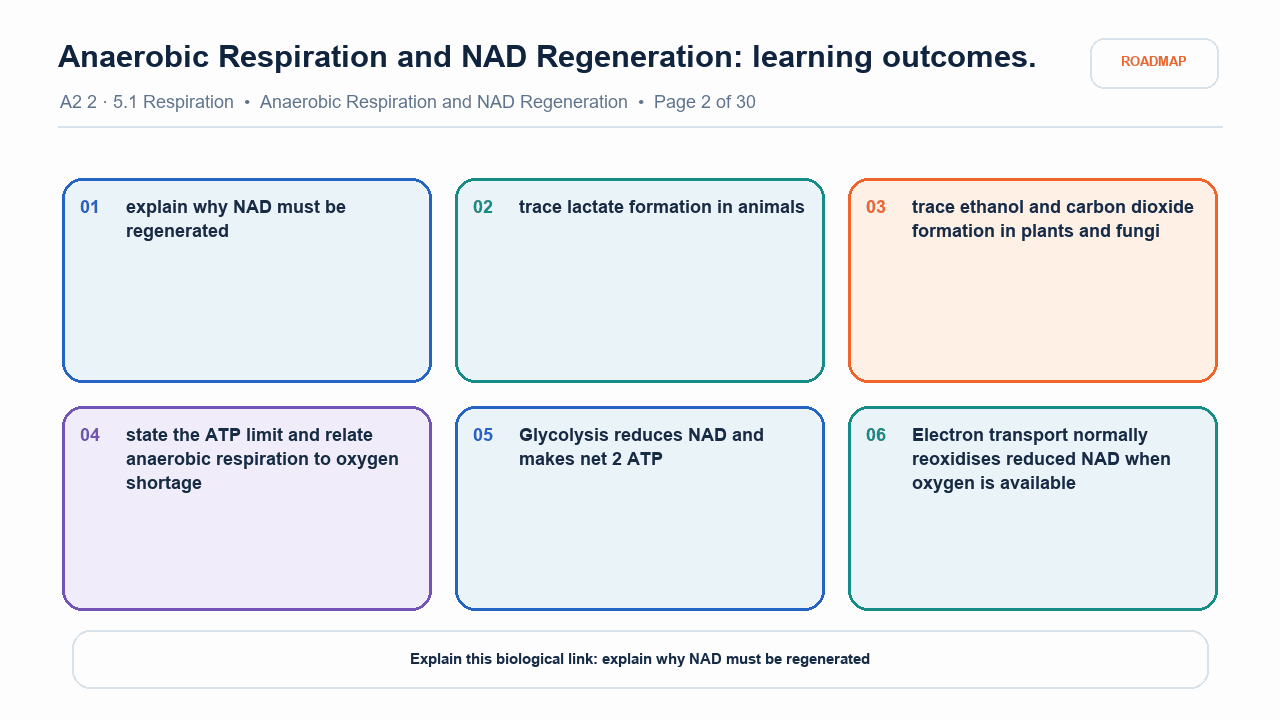 Anaerobic Respiration and NAD Regeneration: learning outcomes.
ROADMAP
A2 2 · 5.1 Respiration • Anaerobic Respiration and NAD Regeneration • Page 2 of 30
01 explain why NAD must be
regenerated
02 trace lactate formation in animals
03 trace ethanol and carbon dioxide
formation in plants and fungi
04 state the ATP limit and relate
anaerobic respiration to oxygen
shortage
05 Glycolysis reduces NAD and
makes net 2 ATP
06 Electron transport normally
reoxidises reduced NAD when
oxygen is available
Explain this biological link: explain why NAD must be regenerated